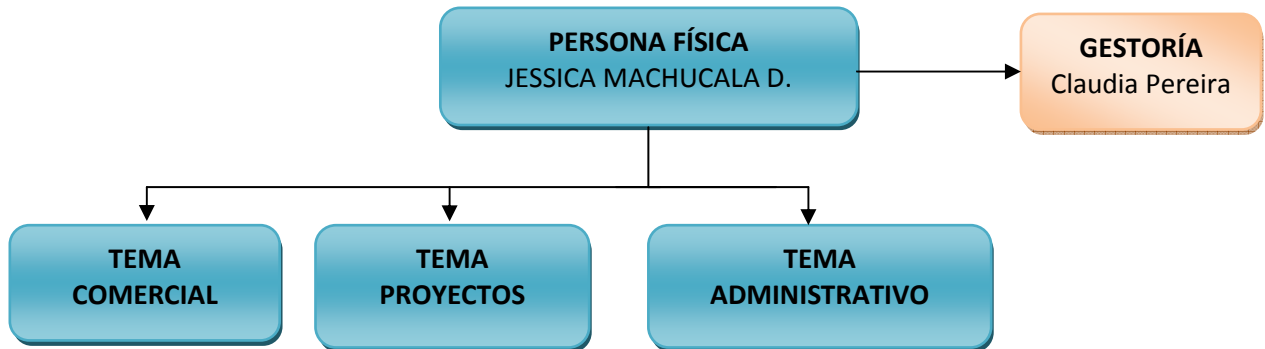 PERSONA FÍSICA
JESSICA MACHUCALA D.
GESTORÍA
Claudia Pereira
TEMA
COMERCIAL
TEMA
PROYECTOS
TEMA
ADMINISTRATIVO